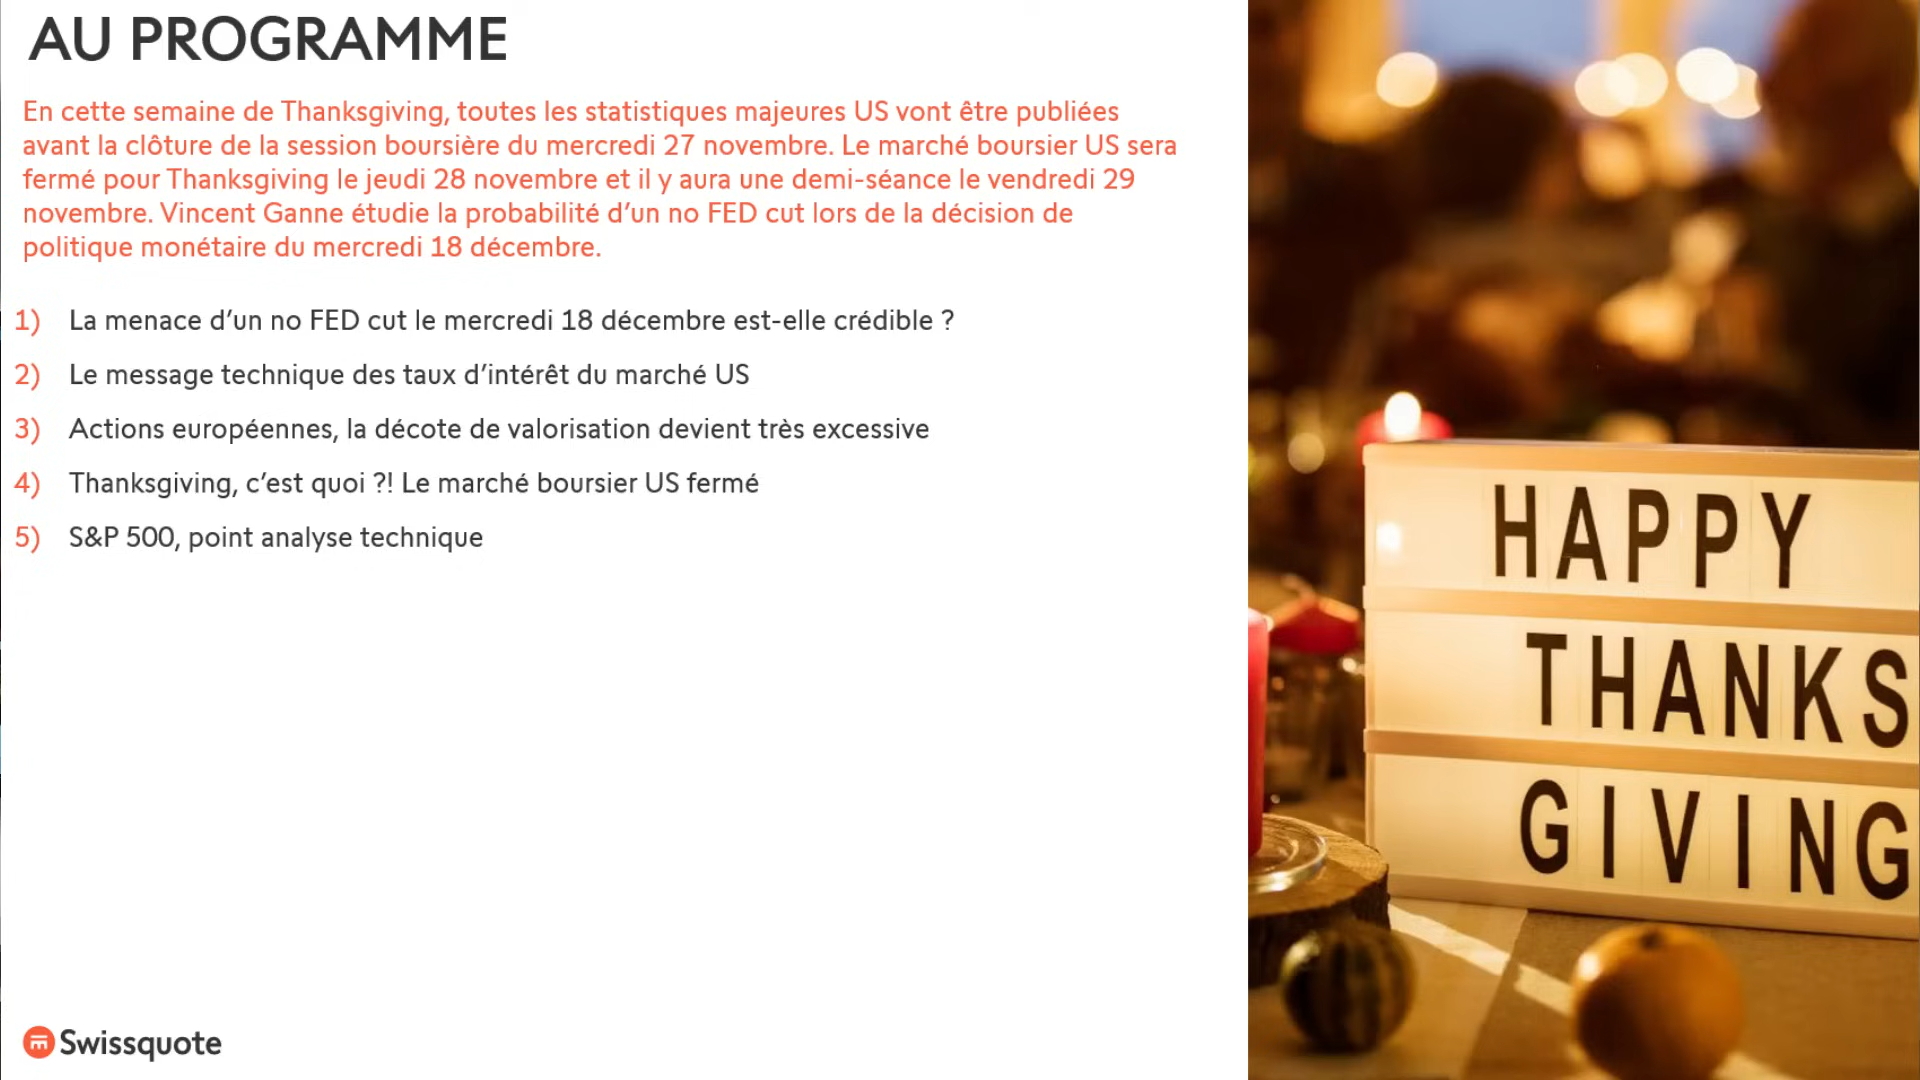 AU PROGRAMME
En cette semaine de Thanksgiving, toutes les statistiques majeures US vont être publiées
avant la clôture de la session boursière du mercredi 27 novembre. Le marché boursier US sera
fermé pour Thanksgiving le jeudi 28 novembre et il y aura une demi-séance le vendredi 29
novembre. Vincent Ganne étudie la probabilité d’un no FED cut lors de la décision de
politique monétaire du mercredi 18 décembre.
1) La menace d’un no FED cut le mercredi 18 décembre est-elle crédible ?
2) Le message technique des taux d’intérêt du marché US
3) Actions européennes, la décote de valorisation devient très excessive
4) Thanksgiving, c’est quoi ?! Le marché boursier US fermé
5) S&P 500, point analyse technique
Swissquote
HAPPY
THANKS
GIVING